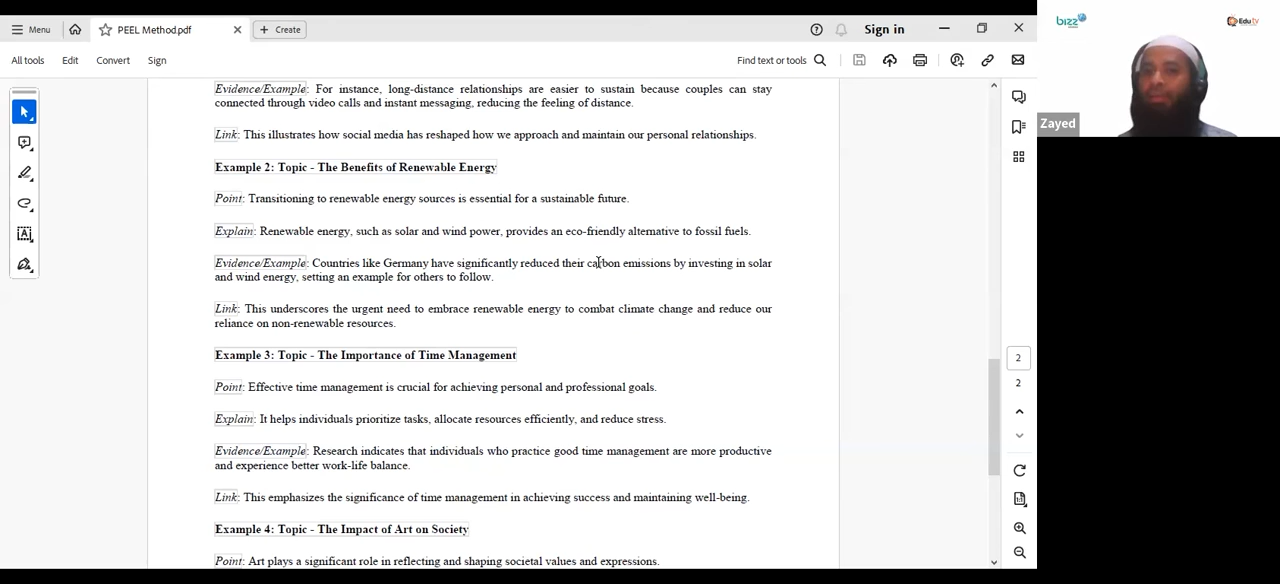 Menu
PEEL Method.pdf
Create
Sign in
All tools
Edit
Convert
Sign
Find text or tools
bizz
Edu tv
Zayed
Evidence/Example: For instance, long-distance relationships are easier to sustain because couples can stay
connected through video calls and instant messaging, reducing the feeling of distance.
Link: This illustrates how social media has reshaped how we approach and maintain our personal relationships.
Example 2: Topic - The Benefits of Renewable Energy
Point: Transitioning to renewable energy sources is essential for a sustainable future.
Explain: Renewable energy, such as solar and wind power, provides an eco-friendly alternative to fossil fuels.
Evidence/Example: Countries like Germany have significantly reduced their carbon emissions by investing in solar
and wind energy, setting an example for others to follow.
Link: This underscores the urgent need to embrace renewable energy to combat climate change and reduce our
reliance on non-renewable resources.
Example 3: Topic - The Importance of Time Management
Point: Effective time management is crucial for achieving personal and professional goals.
Explain: It helps individuals prioritize tasks, allocate resources efficiently, and reduce stress.
Evidence/Example: Research indicates that individuals who practice good time management are more productive
and experience better work-life balance.
Link: This emphasizes the significance of time management in achieving success and maintaining well-being.
Example 4: Topic - The Impact of Art on Society
Point: Art plays a significant role in reflecting and shaping societal values and expressions.
2
2